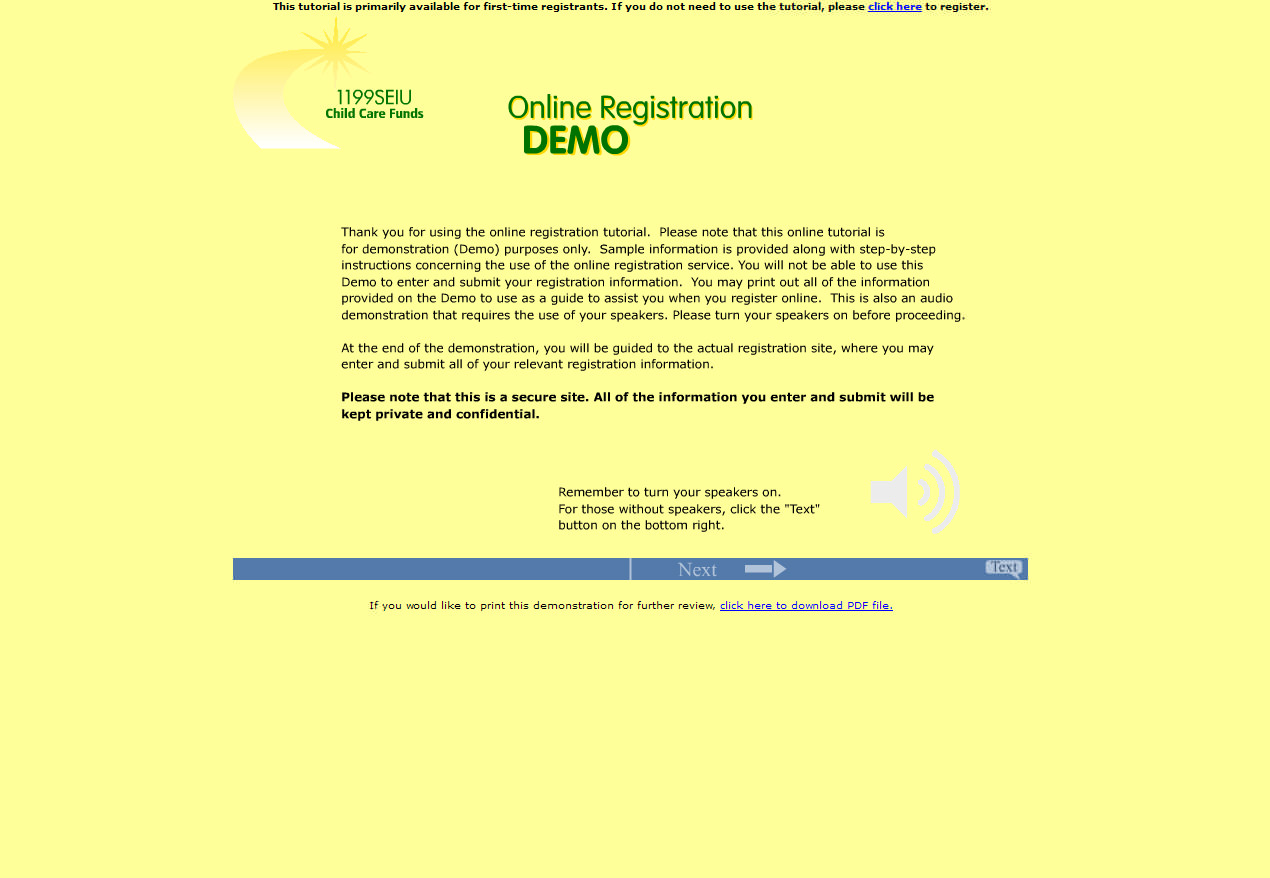 This tutorial is primarily available for first-time registrants. If you do not need to use the tutorial, please click here to register.
1199SEIU
Child Care Funds
Online Registration
DEMO
Thank you for using the online registration tutorial.  Please note that this online tutorial is
for demonstration (Demo) purposes only.  Sample information is provided along with step-by-step
instructions concerning the use of the online registration service. You will not be able to use this
Demo to enter and submit your registration information.  You may print out all of the information
provided on the Demo to use as a guide to assist you when you register online.  This is also an audio
demonstration that requires the use of your speakers. Please turn your speakers on before proceeding.
At the end of the demonstration, you will be guided to the actual registration site, where you may
enter and submit all of your relevant registration information.
Please note that this is a secure site. All of the information you enter and submit will be
kept private and confidential.
Remember to turn your speakers on.
For those without speakers, click the "Text"
button on the bottom right.
Next
Text
If you would like to print this demonstration for further review, click here to download PDF file.